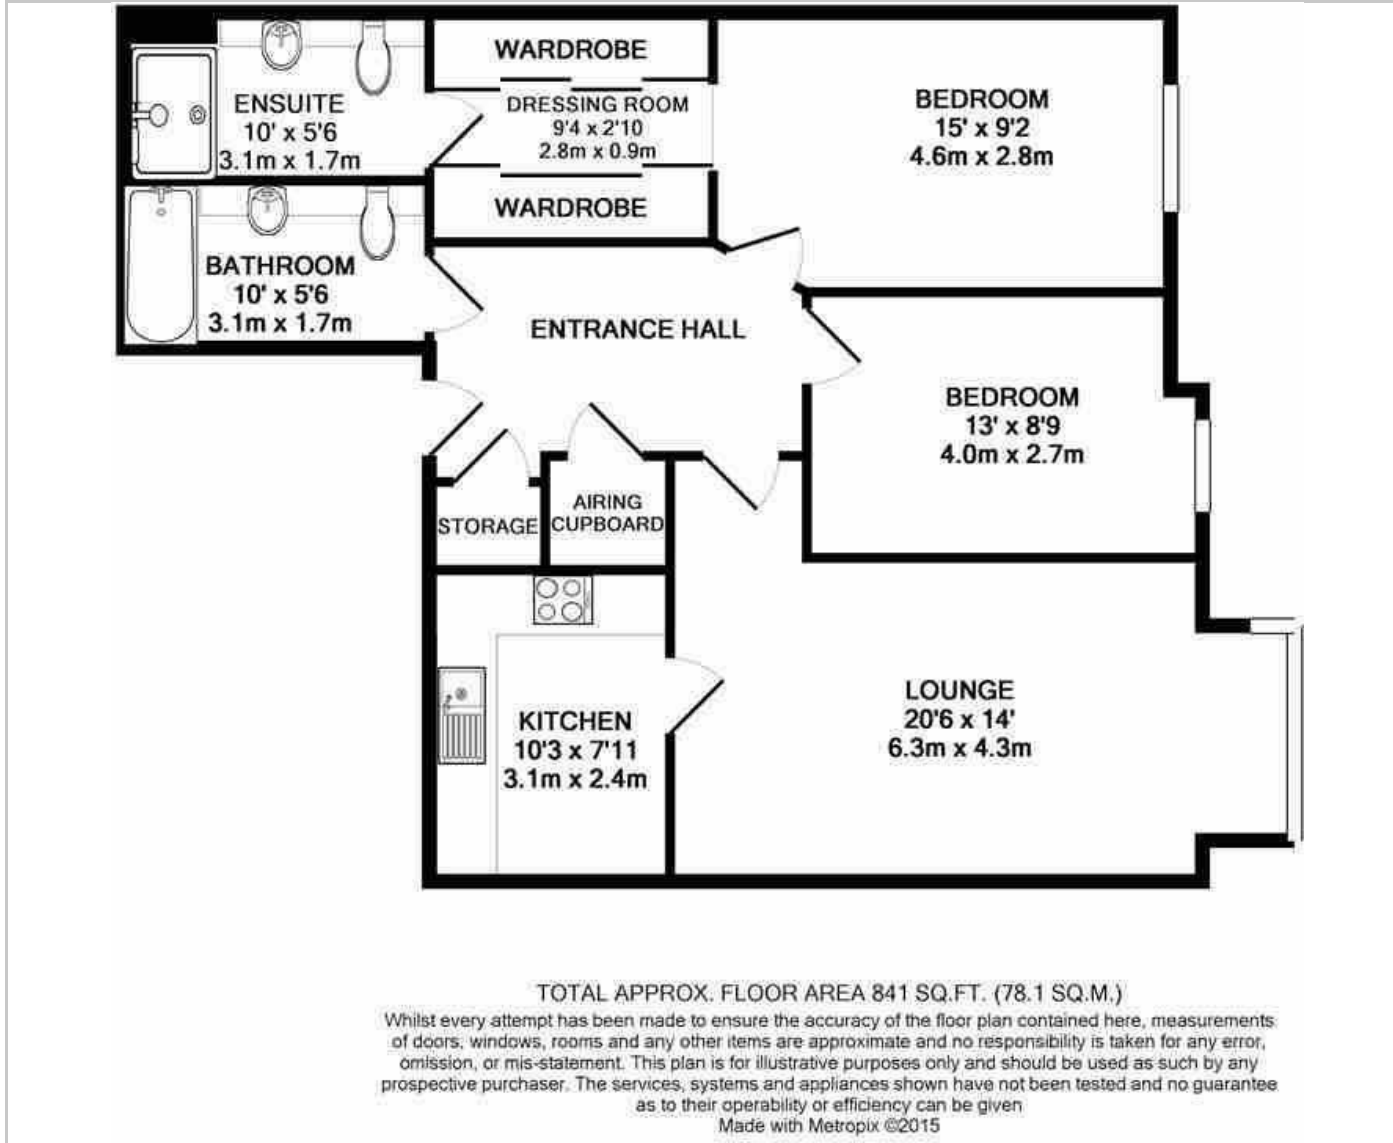 WARDROBE
ENSUITE
10' x 5'6
3.1m x 1.7m
DRESSING ROOM
9'4 x 2'10
2.8m x 0.9m
BEDROOM
15' x 9'2
4.6m x 2.8m
WARDROBE
BATHROOM
10' x 5'6
3.1m x 1.7m
ENTRANCE HALL
BEDROOM
13' x 8'9
4.0m x 2.7m
STORAGE
AIRING
CUPBOARD
KITCHEN
10'3 x 7'11
3.1m x 2.4m
LOUNGE
20'6 x 14'
6.3m x 4.3m
TOTAL APPROX. FLOOR AREA 841 SQ.FT. (78.1 SQ.M.)
Whilst every attempt has been made to ensure the accuracy of the floor plan contained here, measurements
of doors, windows, rooms and any other items are approximate and no responsibility is taken for any error,
omission, or mis-statement. This plan is for illustrative purposes only and should be used as such by any
prospective purchaser. The services, systems and appliances shown have not been tested and no guarantee
as to their operability or efficiency can be given
Made with Metropix ©2015